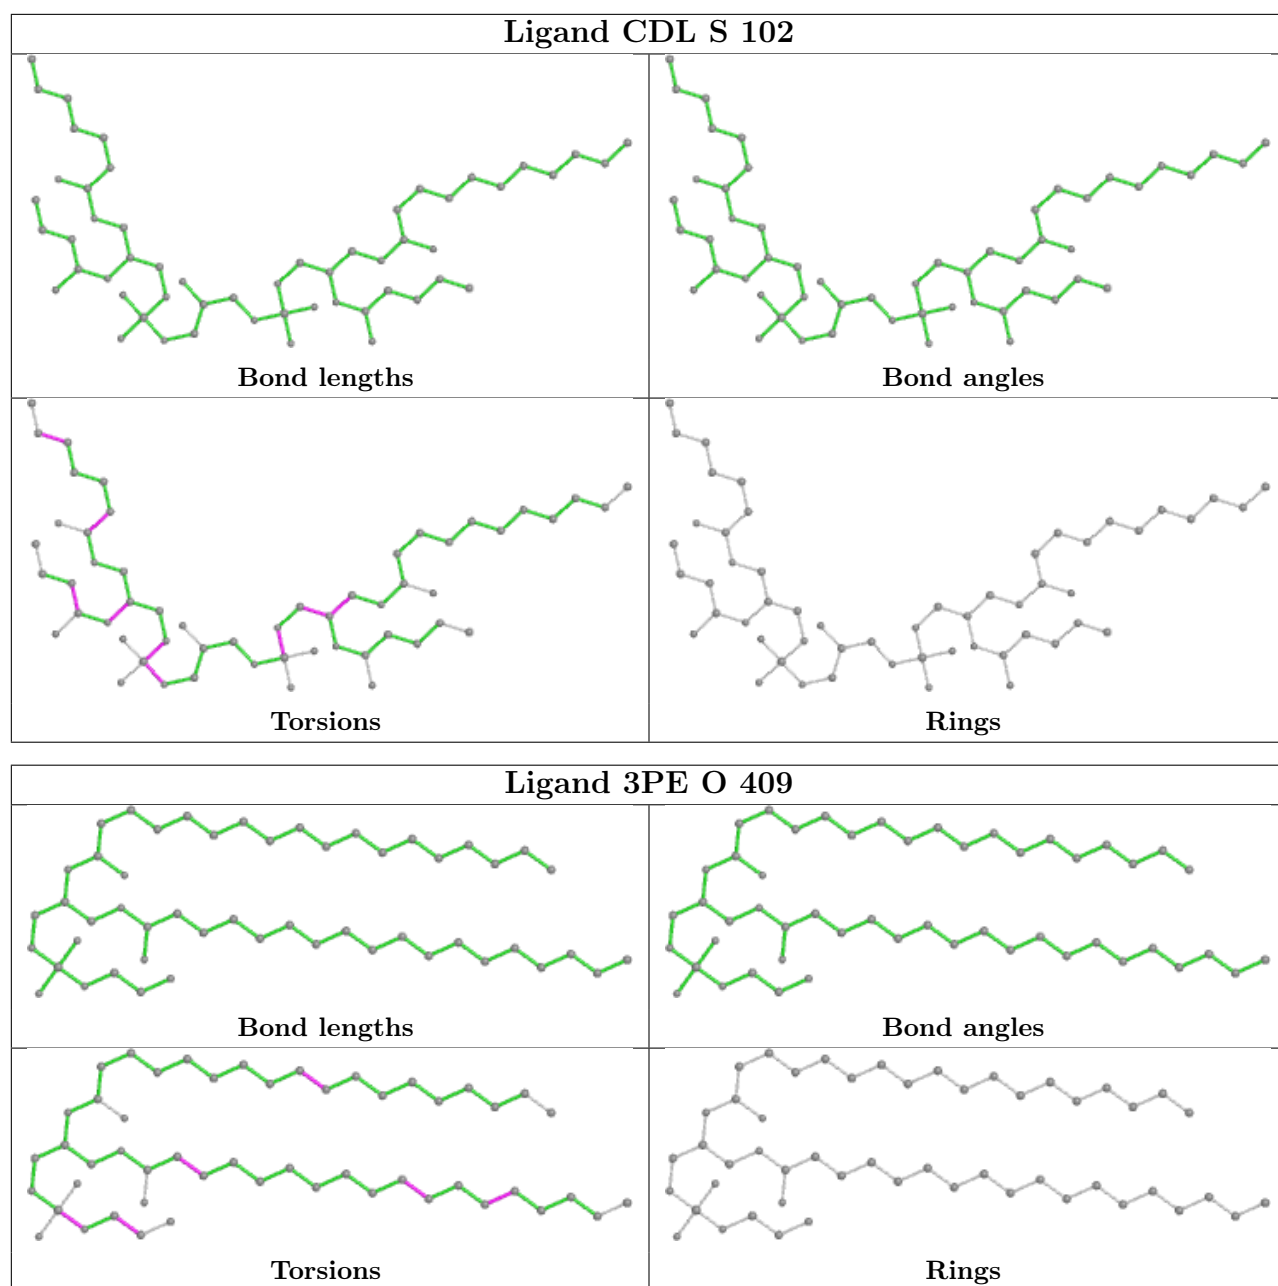 Ligand CDL S 102
Bond lengths
Bond angles
Torsions
Rings
Ligand 3PE O 409
Bond lengths
Bond angles
Torsions
Rings